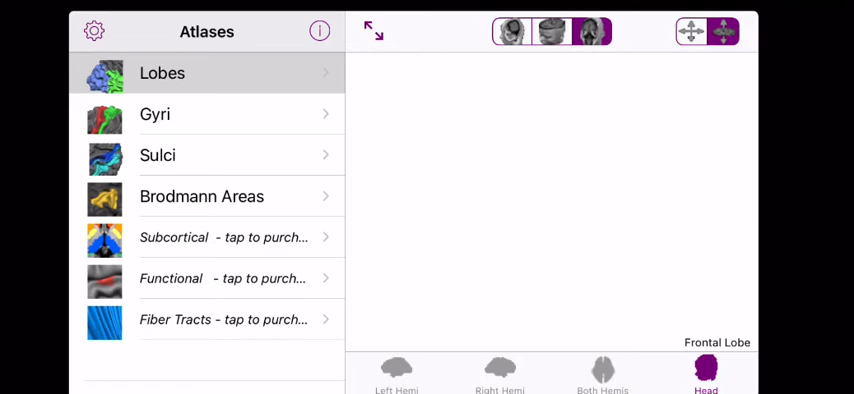 Atlases
Lobes
Gyri
Sulci
Brodmann Areas
Subcortical - tap to purch...
Functional - tap to purch...
Fiber Tracts - tap to purch...
Frontal Lobe
Left Hemi
Right Hemi
Both Hemis
Head